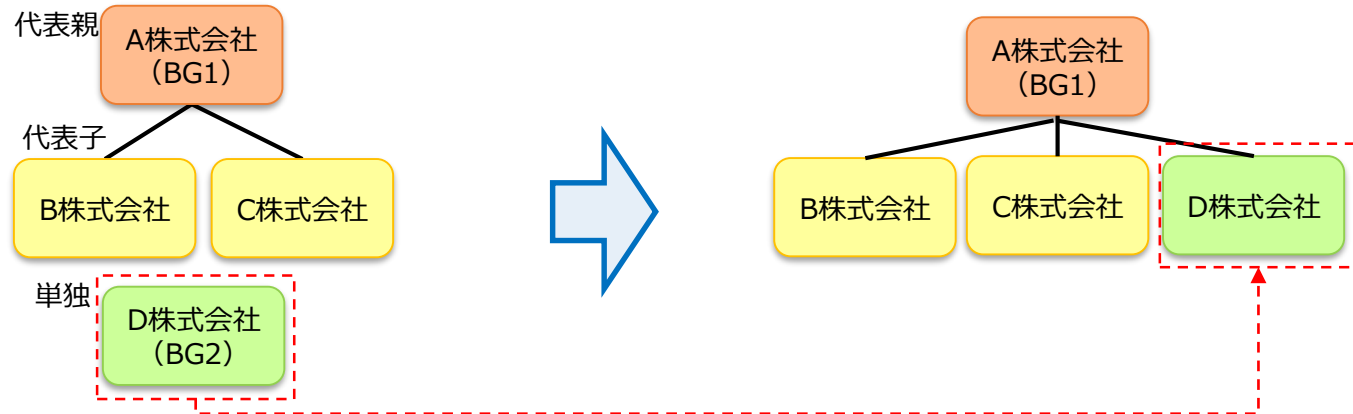 代表親
A株式会社
（BG1）
代表子
B株式会社
C株式会社
単独
D株式会社
（BG2）
A株式会社
（BG1）
B株式会社
C株式会社
D株式会社